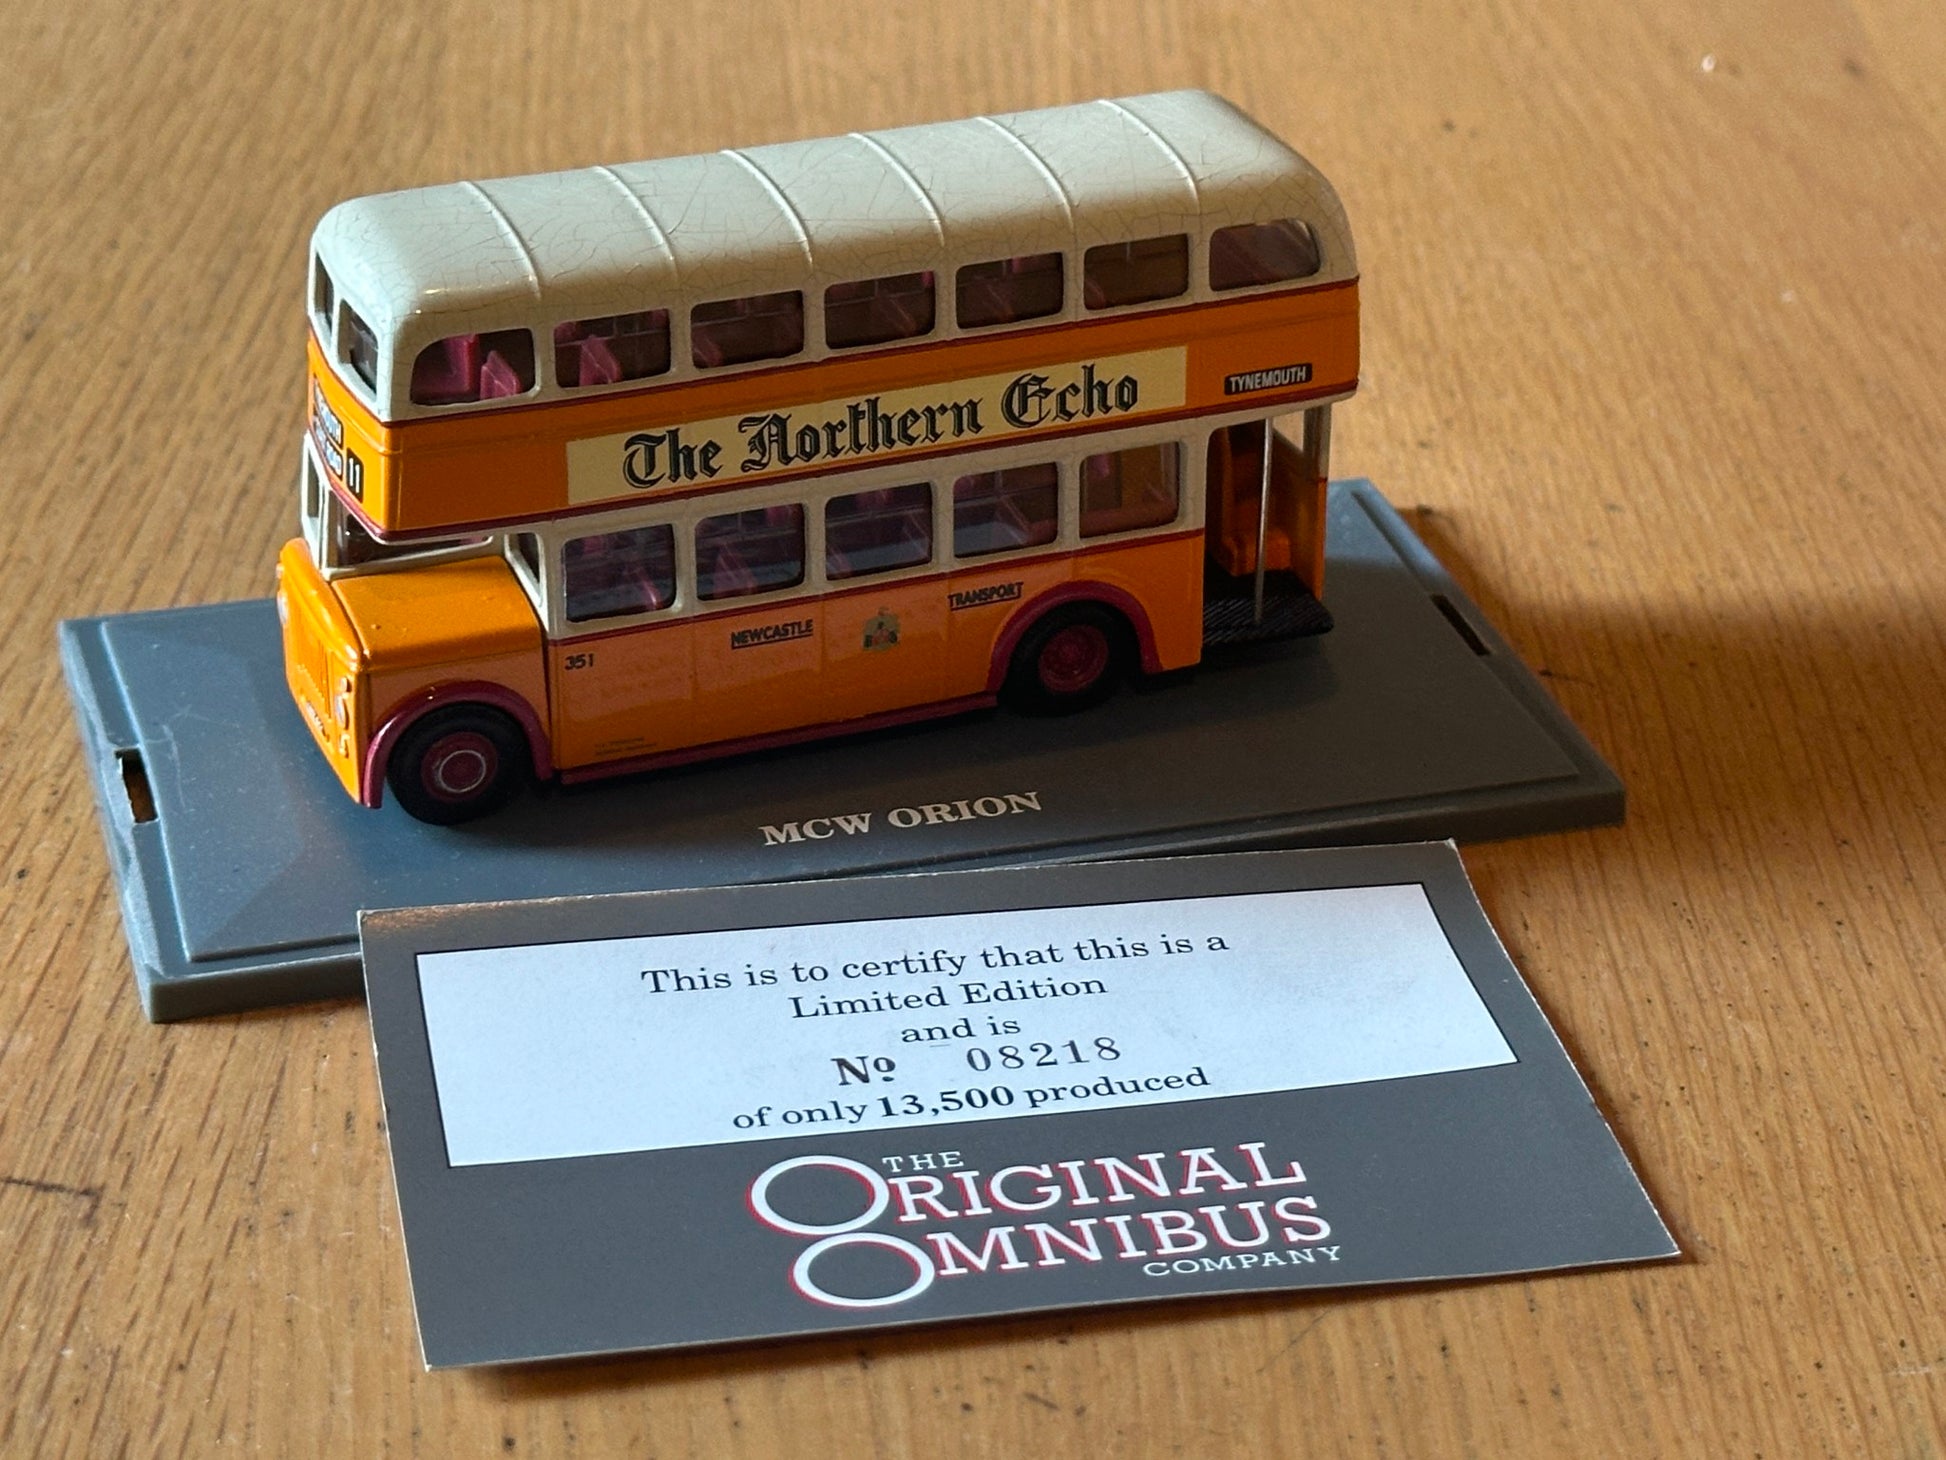 The Northern Echo
TYNEMOUTH
11
NEWCASTLE
TRANSPORT
351
MCW ORION
This is to certify that this is a
Limited Edition
and is
Nº 08218
of only 13,500 produced
THE
ORIGINAL
OMNIBUS
COMPANY